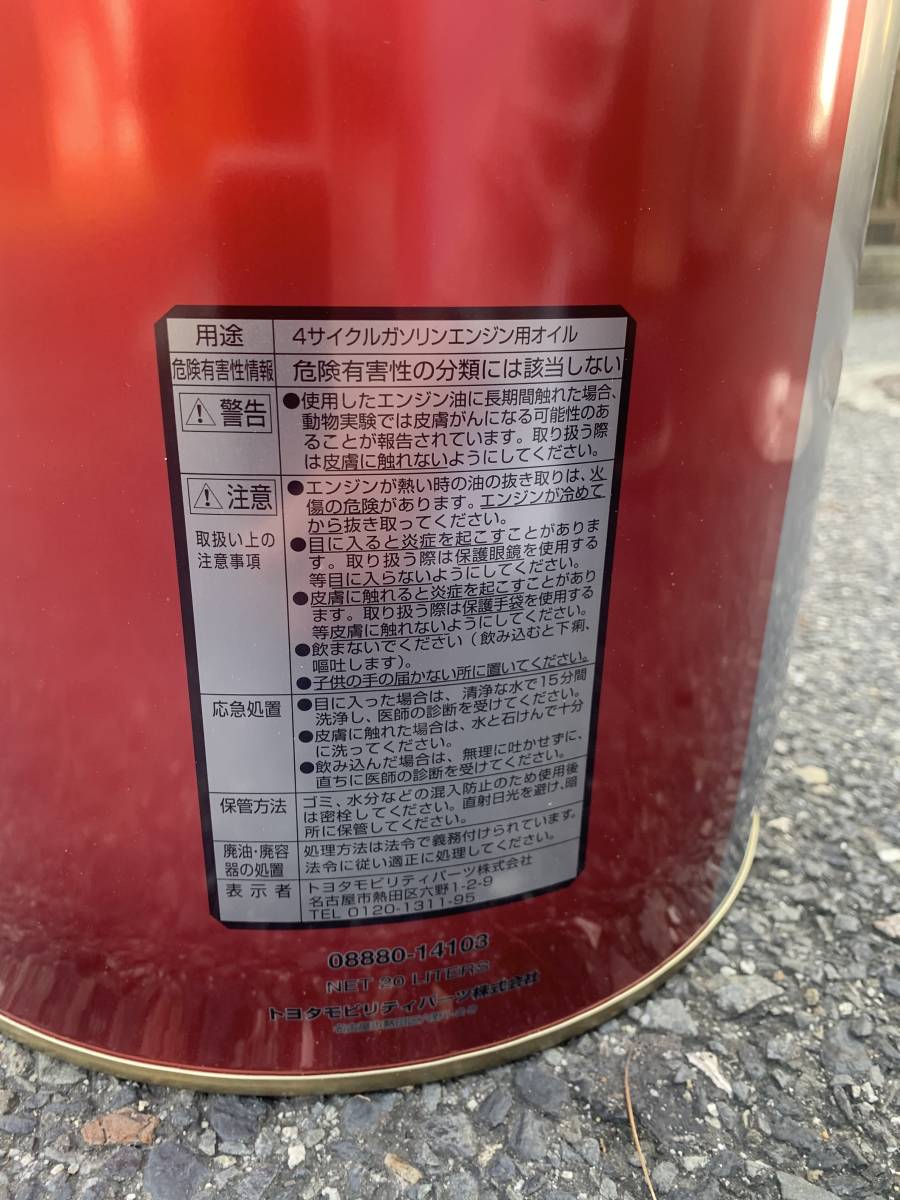 用途 4サイクルガソリンエンジン用オイル
危険有害性情報 危険有害性の分類には該当しない
警告 ●使用したエンジン油に長期間触れた場合、
動物実験では皮膚がんになる可能性のあ
ることが報告されています。取り扱う際
は皮膚に触れないようにしてください。
注意
取扱い上の
注意事項
●エンジンが熱い時の油の抜き取りは、火
傷の危険があります。エンジンが冷めて
から抜き取ってください。
●目に入ると炎症を起こすことがありま
す。取り扱う際は保護眼鏡を使用する
等目に入らないようにしてください。
●皮膚に触れると炎症を起こすことがあり
ます。取り扱う際は保護手袋を使用する
等皮膚に触れないようにしてください。
●飲まないでください(飲み込むと下痢、
嘔吐します)。
●子供の手の届かない所に置いてください。
応急処置
●目に入った場合は、清浄な水で15分間
洗浄し、医師の診断を受けてください。
●皮膚に触れた場合は、水と石けんで十分
に洗ってください。
●飲み込んだ場合は、無理に吐かせずに、
直ちに医師の診断を受けてください。
保管方法
ゴミ、水分などの混入防止のため使用後
は密栓してください。直射日光を避け、暗
所に保管してください。
廃油・廃容
器の処置
処理方法は法令で義務付けられています。
法令に従い適正に処理してください。
表示者
トヨタモビリティパーツ株式会社
名古屋市熱田区六野1-2-9
TEL 0120-1311-95
08880-14103
NET 20 LITERS
トヨタモビリティパーツ株式会社
名古屋市熱田区六野1-2-9